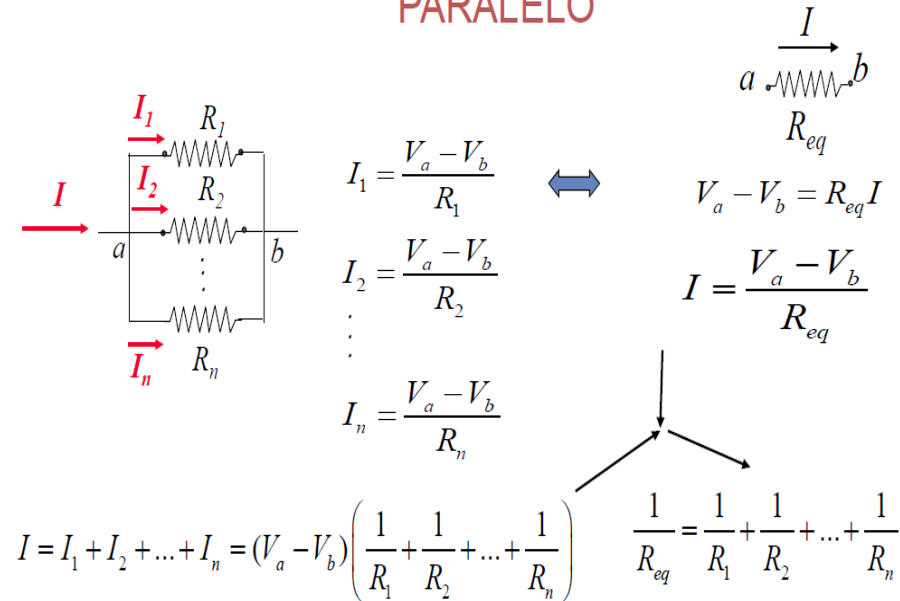 PARALELO
I
a b
R_eq
I_1 R_1
I_2 R_2
I
a b
⋮
I_n R_n
I_1 = (V_a − V_b) / R_1
I_2 = (V_a − V_b) / R_2
⋮
I_n = (V_a − V_b) / R_n
V_a − V_b = R_eq I
I = (V_a − V_b) / R_eq
I = I_1 + I_2 + ... + I_n = (V_a − V_b)(1/R_1 + 1/R_2 + ... + 1/R_n)
1/R_eq = 1/R_1 + 1/R_2 + ... + 1/R_n